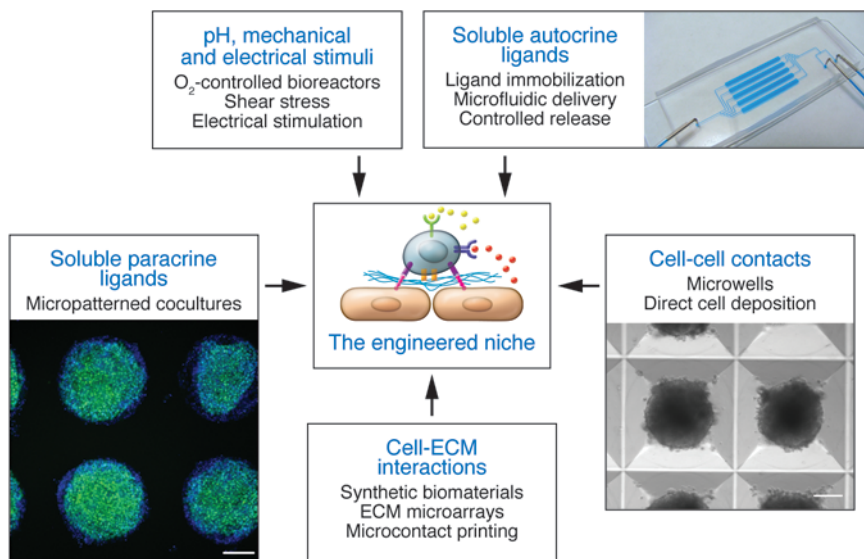 pH, mechanical
and electrical stimuli
O₂-controlled bioreactors
Shear stress
Electrical stimulation
Soluble autocrine
ligands
Ligand immobilization
Microfluidic delivery
Controlled release
Soluble paracrine
ligands
Micropatterned cocultures
The engineered niche
Cell-cell contacts
Microwells
Direct cell deposition
Cell-ECM
interactions
Synthetic biomaterials
ECM microarrays
Microcontact printing